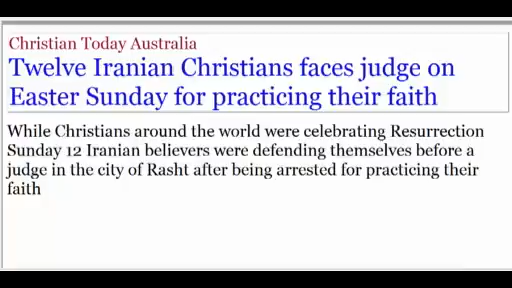 Christian Today Australia
Twelve Iranian Christians faces judge on
Easter Sunday for practicing their faith
While Christians around the world were celebrating Resurrection
Sunday 12 Iranian believers were defending themselves before a
judge in the city of Rasht after being arrested for practicing their
faith